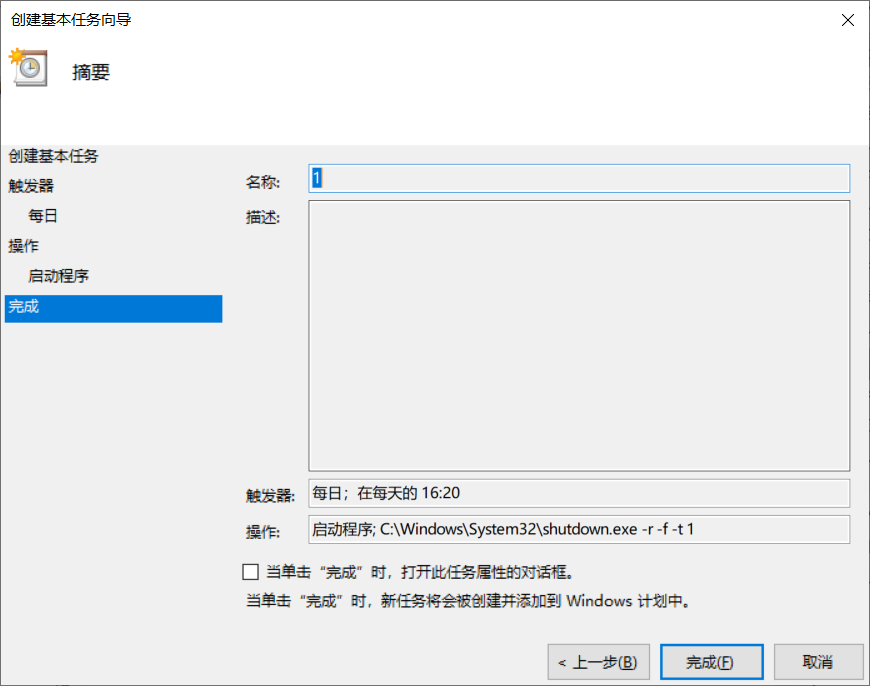 创建基本任务向导
摘要
创建基本任务
触发器
每日
操作
启动程序
完成
名称: 1
描述:
触发器: 每日；在每天的 16:20
操作: 启动程序; C:\Windows\System32\shutdown.exe -r -f -t 1
当单击“完成”时，打开此任务属性的对话框。
当单击“完成”时，新任务将会被创建并添加到 Windows 计划中。
< 上一步(B) 完成(F) 取消